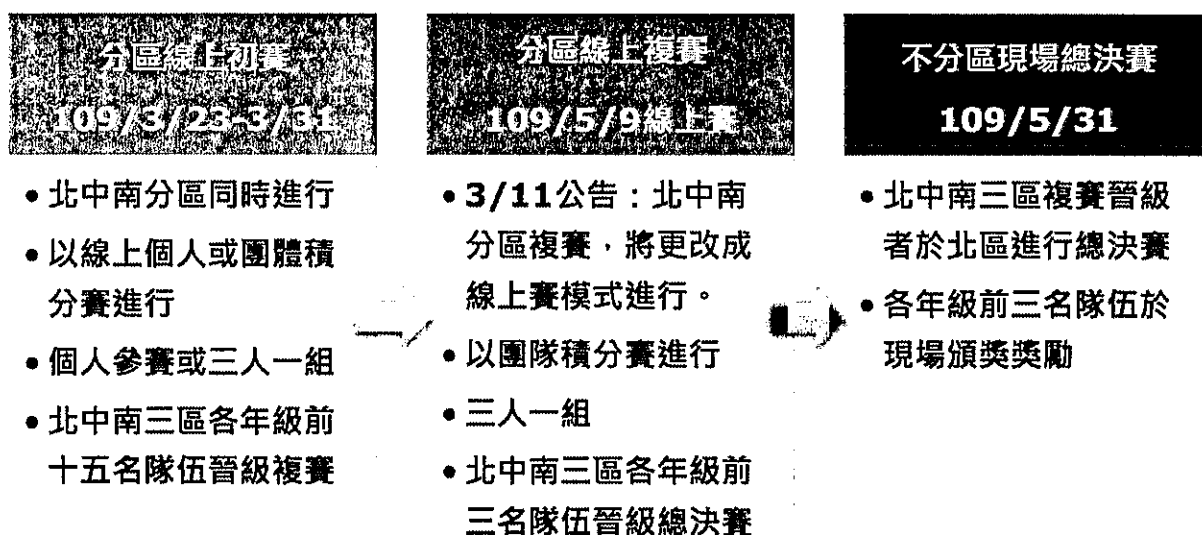 分區線上初賽
109/3/23-3/31
• 北中南分區同時進行
• 以線上個人或團體積
分賽進行
• 個人參賽或三人一組
• 北中南三區各年級前
十五名隊伍晉級複賽
分區線上複賽
109/5/9線上賽
• 3/11公告：北中南
分區複賽，將更改成
線上賽模式進行。
• 以團隊積分賽進行
• 三人一組
• 北中南三區各年級前
三名隊伍晉級總決賽
不分區現場總決賽
109/5/31
• 北中南三區複賽晉級
者於北區進行總決賽
• 各年級前三名隊伍於
現場頒獎獎勵